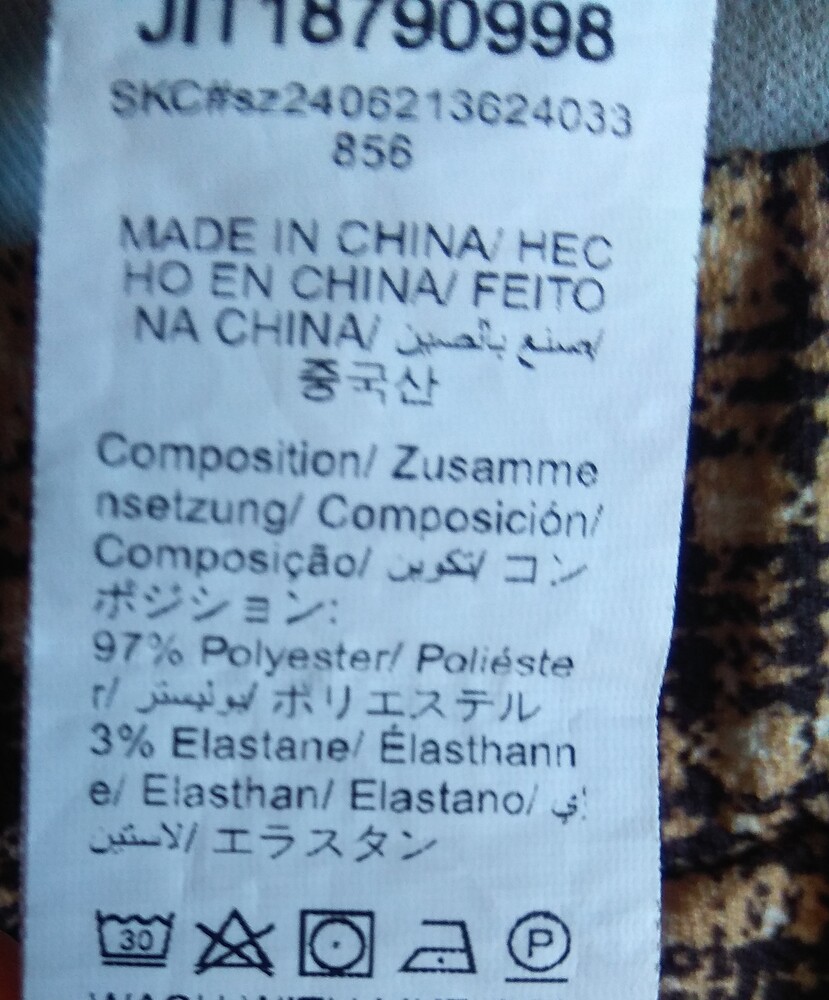 JIT18790998
SKC#sz2406213624033
856
MADE IN CHINA/ HEC
HO EN CHINA/ FEITO
NA CHINA/ صنع بالصين/
중국산
Composition/ Zusamme
nsetzung/ Composición/
Composição/ تكوين/ コン
ポジション:
97% Polyester/ Poliéste
r/ بوليستر/ ポリエステル
3% Elastane/ Élasthann
e/ Elasthan/ Elastano/
エラスタン
30
P